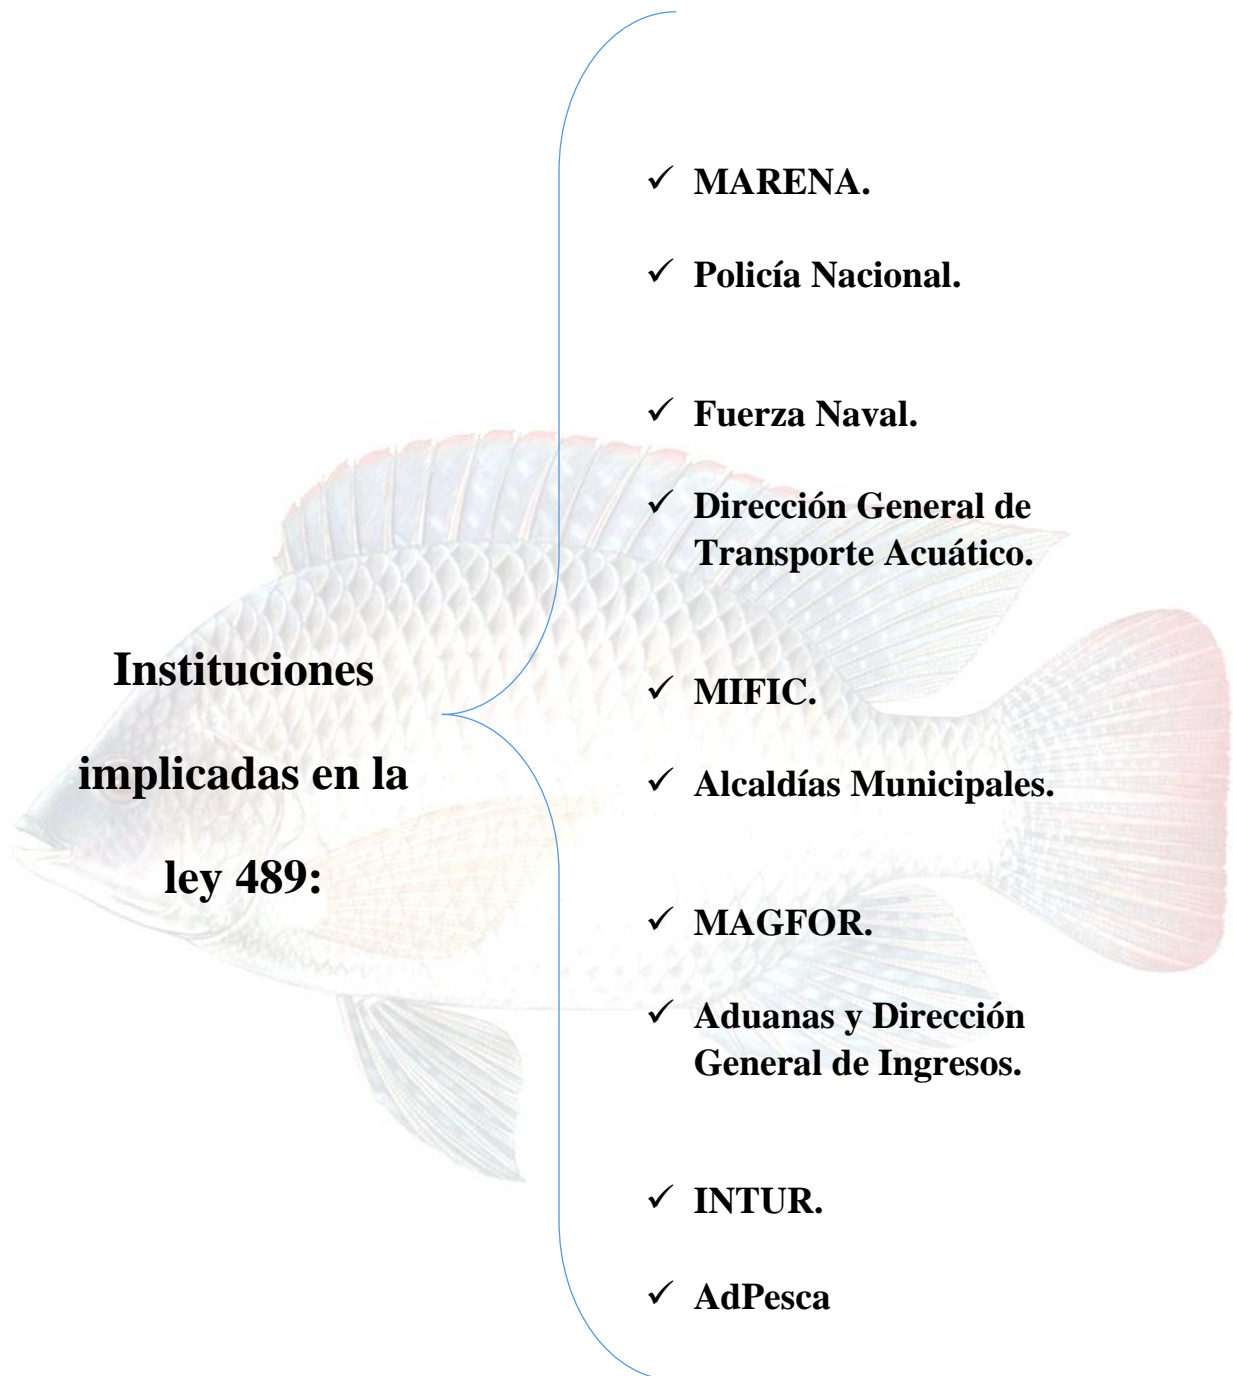 Instituciones
implicadas en la
ley 489:
✓ MARENA.
✓ Policía Nacional.
✓ Fuerza Naval.
✓ Dirección General de
Transporte Acuático.
✓ MIFIC.
✓ Alcaldías Municipales.
✓ MAGFOR.
✓ Aduanas y Dirección
General de Ingresos.
✓ INTUR.
✓ AdPesca